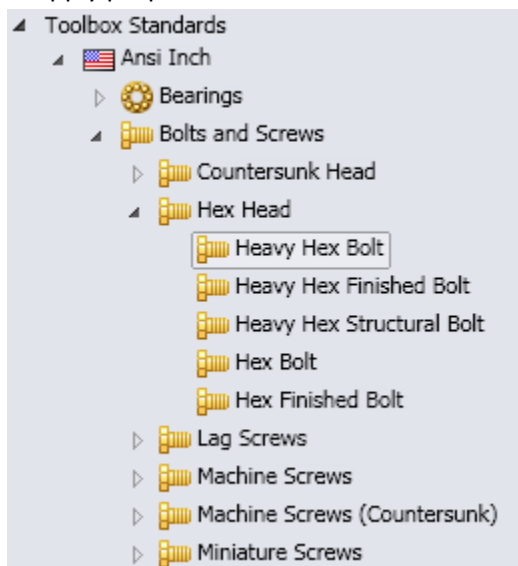 Toolbox Standards
Ansi Inch
Bearings
Bolts and Screws
Countersunk Head
Hex Head
Heavy Hex Bolt
Heavy Hex Finished Bolt
Heavy Hex Structural Bolt
Hex Bolt
Hex Finished Bolt
Lag Screws
Machine Screws
Machine Screws (Countersunk)
Miniature Screws